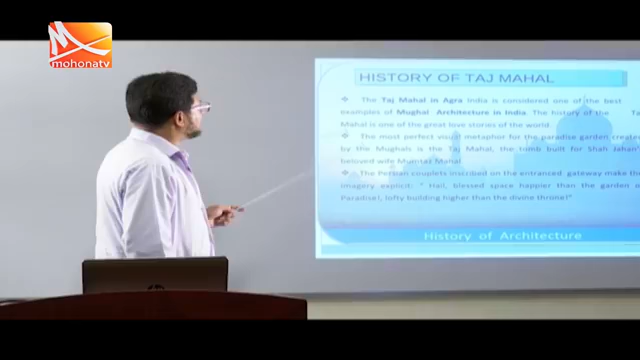 mohonatv
HISTORY OF TAJ MAHAL
❖ The Taj Mahal in Agra India is considered one of the best
examples of Mughal Architecture in India. The history of the Ta
Mahal is one of the great love stories of the world.
❖ The most perfect visual metaphor for the paradise garden create
by the Mughals is the Taj Mahal, the tomb built for Shah Jahan'
beloved wife Mumtaz Mahal.
❖ The Persian couplets inscribed on the entranced gateway make the
imagery explicit: " Hail, blessed space happier than the garden o
Paradise!, lofty building higher than the divine throne!"
History of Architecture